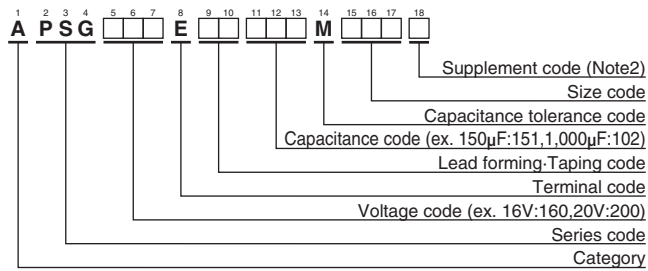 1 2 3 4 5 6 7 8 9 10 11 12 13 14 15 16 17 18
A P S G E M
Supplement code (Note2)
Size code
Capacitance tolerance code
Capacitance code (ex. 150μF:151,1,000μF:102)
Lead forming·Taping code
Terminal code
Voltage code (ex. 16V:160,20V:200)
Series code
Category